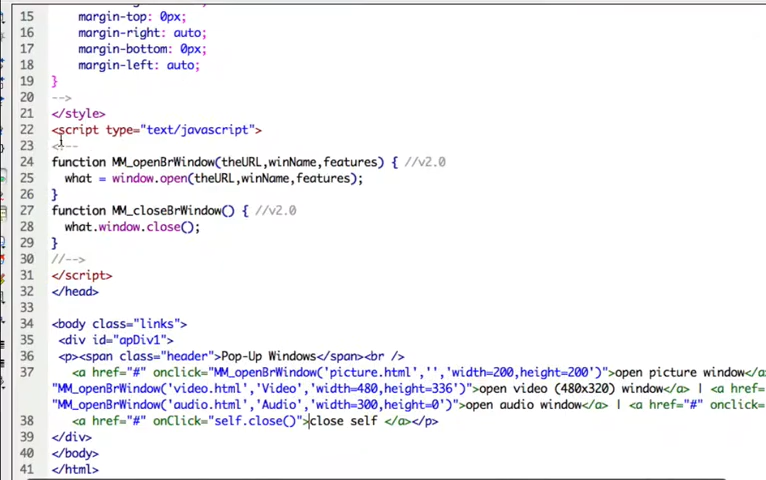 15 margin-top: 0px;
16 margin-right: auto;
17 margin-bottom: 0px;
18 margin-left: auto;
19 }
20 -->
21 </style>
22 <script type="text/javascript">
23 <!--
24 function MM_openBrWindow(theURL,winName,features) { //v2.0
25 what = window.open(theURL,winName,features);
26 }
27 function MM_closeBrWindow() { //v2.0
28 what.window.close();
29 }
30 //-->
31 </script>
32 </head>
33
34 <body class="links">
35 <div id="apDiv1">
36 <p><span class="header">Pop-Up Windows</span><br />
37 <a href="#" onclick="MM_openBrWindow('picture.html','','width=200,height=200')">open picture window</a>
"MM_openBrWindow('video.html','Video','width=480,height=336')">open video (480x320) window</a> | <a href=
"MM_openBrWindow('audio.html','Audio','width=300,height=0')">open audio window</a> | <a href="#" onclick=
38 <a href="#" onClick="self.close()">close self </a></p>
39 </div>
40 </body>
41 </html>